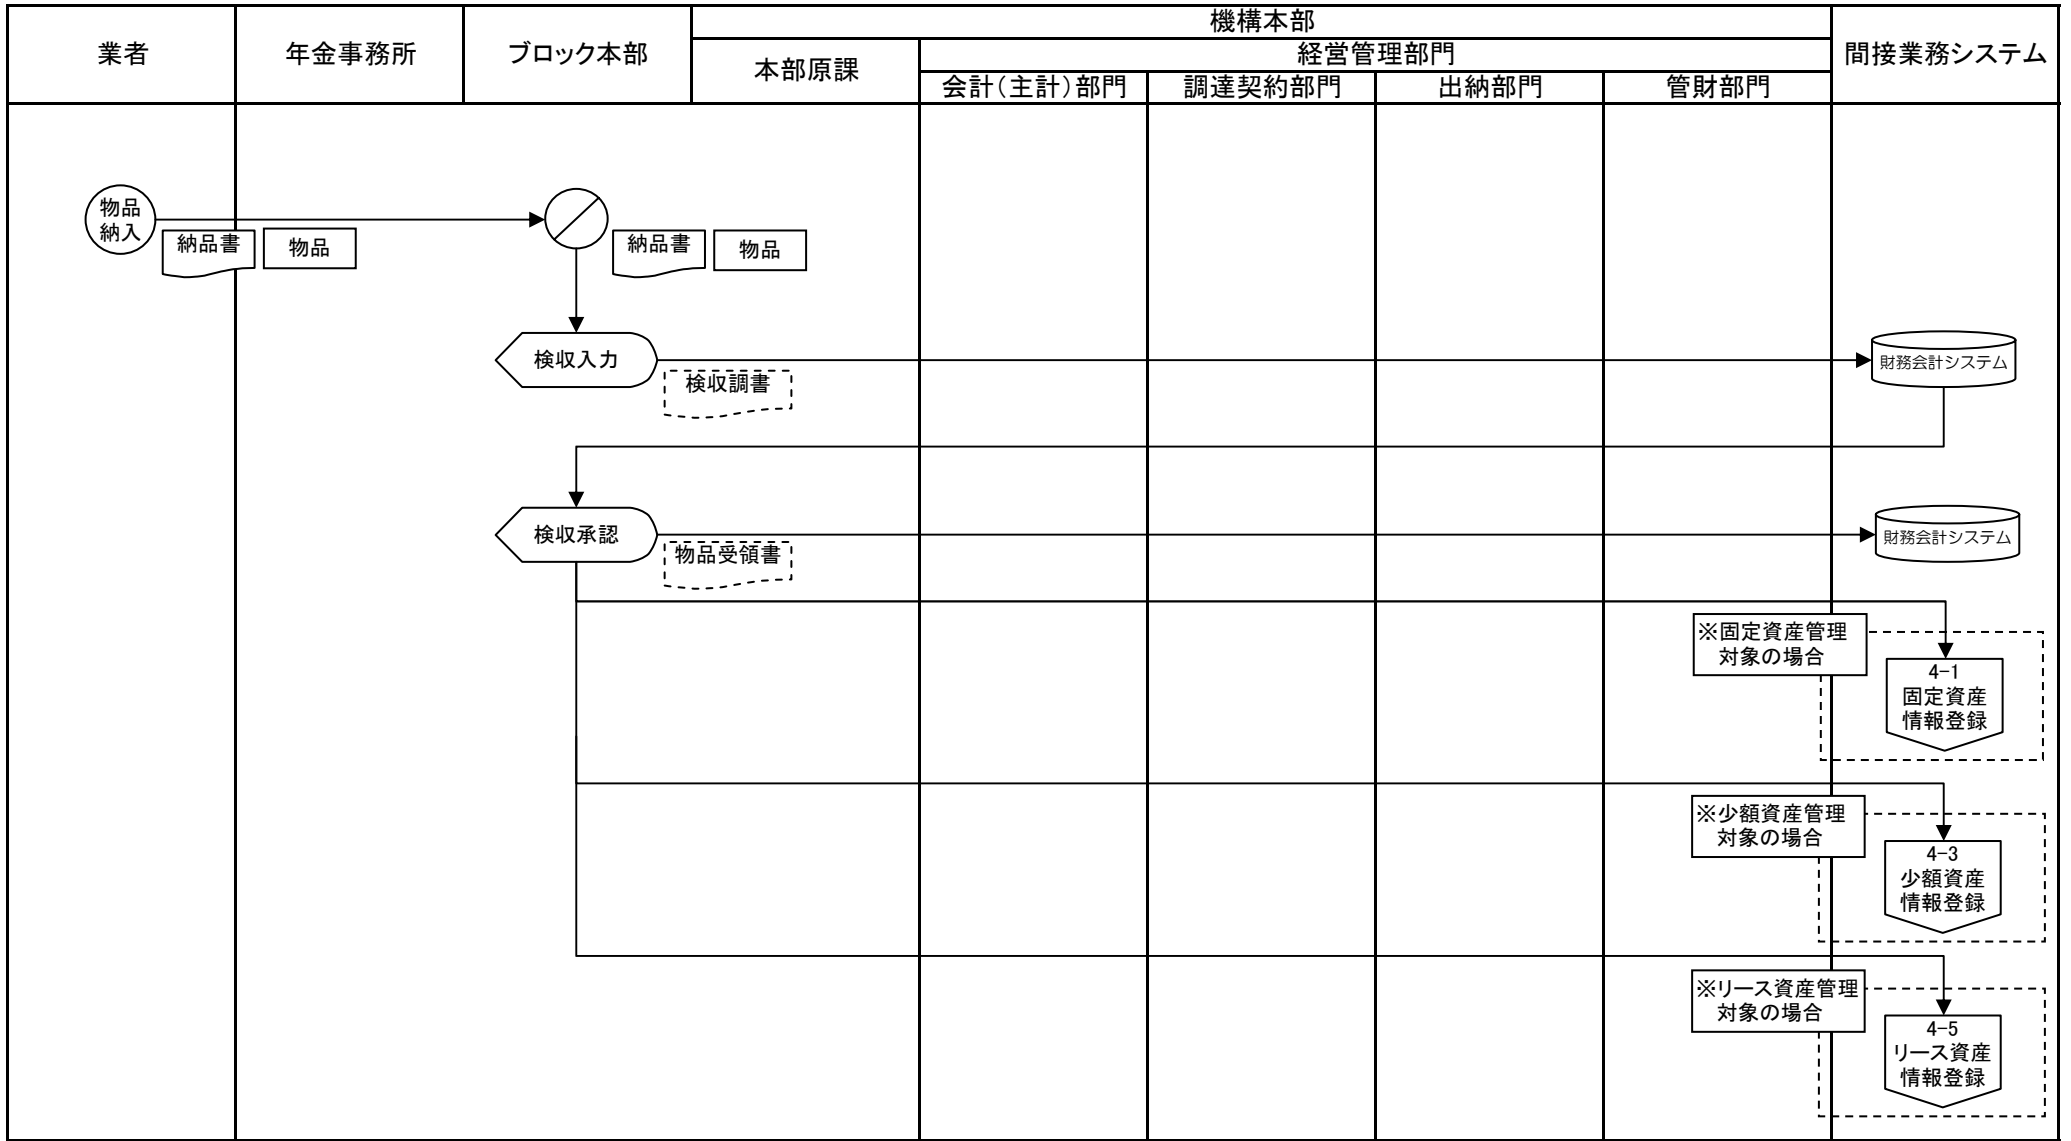 業者
年金事務所
ブロック本部
機構本部
本部原課
経営管理部門
会計(主計)部門
調達契約部門
出納部門
管財部門
間接業務システム
物品
納入
納品書
物品
納品書
物品
検収入力
検収調書
財務会計システム
検収承認
物品受領書
財務会計システム
※固定資産管理
対象の場合
4-1
固定資産
情報登録
※少額資産管理
対象の場合
4-3
少額資産
情報登録
※リース資産管理
対象の場合
4-5
リース資産
情報登録